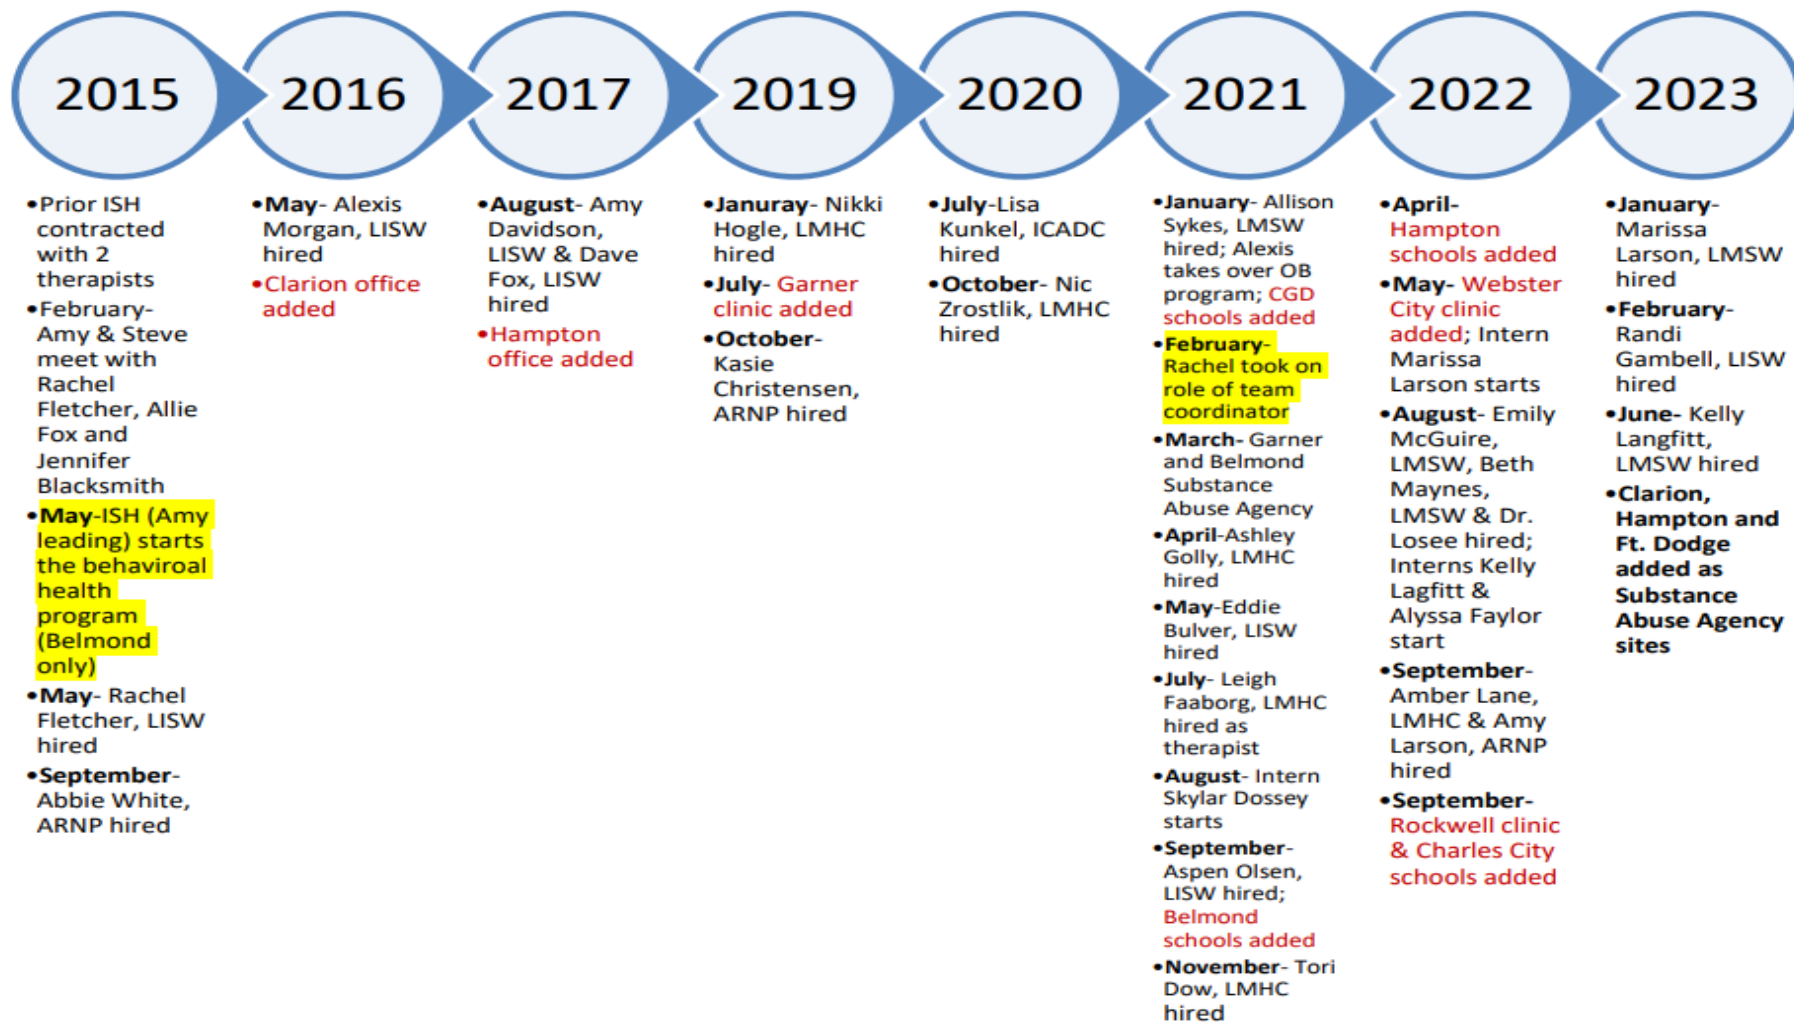 2015
2016
2017
2019
2020
2021
2022
2023
•Prior ISH
contracted
with 2
therapists
•February-
Amy & Steve
meet with
Rachel
Fletcher, Allie
Fox and
Jennifer
Blacksmith
•May-ISH (Amy
leading) starts
the behaviroal
health
program
(Belmond
only)
•May- Rachel
Fletcher, LISW
hired
•September-
Abbie White,
ARNP hired
•May- Alexis
Morgan, LISW
hired
•Clarion office
added
•August- Amy
Davidson,
LISW & Dave
Fox, LISW
hired
•Hampton
office added
•Januray- Nikki
Hogle, LMHC
hired
•July- Garner
clinic added
•October-
Kasie
Christensen,
ARNP hired
•July-Lisa
Kunkel, ICADC
hired
•October- Nic
Zrostlik, LMHC
hired
•January- Allison
Sykes, LMSW
hired; Alexis
takes over OB
program; CGD
schools added
•February-
Rachel took on
role of team
coordinator
•March- Garner
and Belmond
Substance
Abuse Agency
•April-Ashley
Golly, LMHC
hired
•May-Eddie
Bulver, LISW
hired
•July- Leigh
Faaborg, LMHC
hired as
therapist
•August- Intern
Skylar Dossey
starts
•September-
Aspen Olsen,
LISW hired;
Belmond
schools added
•November- Tori
Dow, LMHC
hired
•April-
Hampton
schools added
•May- Webster
City clinic
added; Intern
Marissa
Larson starts
•August- Emily
McGuire,
LMSW, Beth
Maynes,
LMSW & Dr.
Losee hired;
Interns Kelly
Lagfitt &
Alyssa Faylor
start
•September-
Amber Lane,
LMHC & Amy
Larson, ARNP
hired
•September-
Rockwell clinic
& Charles City
schools added
•January-
Marissa
Larson, LMSW
hired
•February-
Randi
Gambell, LISW
hired
•June- Kelly
Langfitt,
LMSW hired
•Clarion,
Hampton and
Ft. Dodge
added as
Substance
Abuse Agency
sites